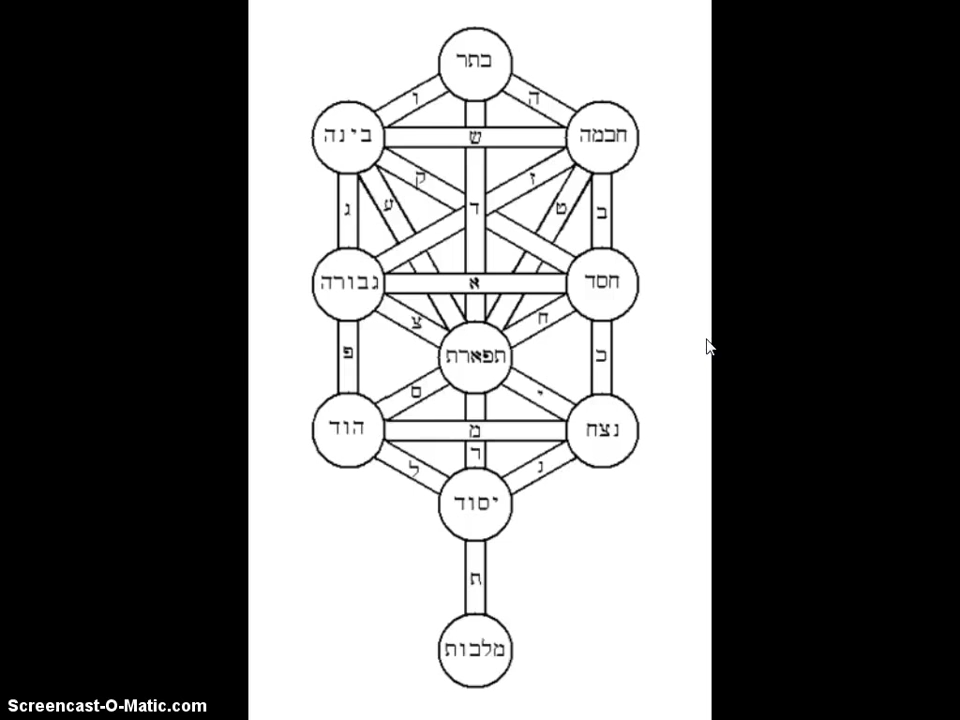 כתר
ה
ו
חכמה
ש
בינה
ז
ק
ב
ט
ד
ע
ג
חסד
א
גבורה
ח
צ
כ
תפארת
פ
י
ס
נצח
מ
הוד
ר
נ
ל
יסוד
ת
מלכות
Screencast-O-Matic.com